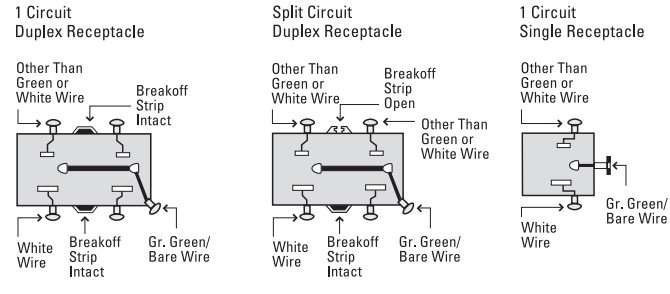 1 Circuit
Duplex Receptacle
Other Than
Green or
White Wire
Breakoff
Strip
Intact
White
Wire
Breakoff
Strip
Intact
Gr. Green/
Bare Wire
Split Circuit
Duplex Receptacle
Other Than
Green or
White Wire
Breakoff
Strip
Open
Other Than
Green or
White Wire
White
Wire
Breakoff
Strip
Intact
Gr. Green/
Bare Wire
1 Circuit
Single Receptacle
Other Than
Green or
White Wire
White
Wire
Gr. Green/
Bare Wire